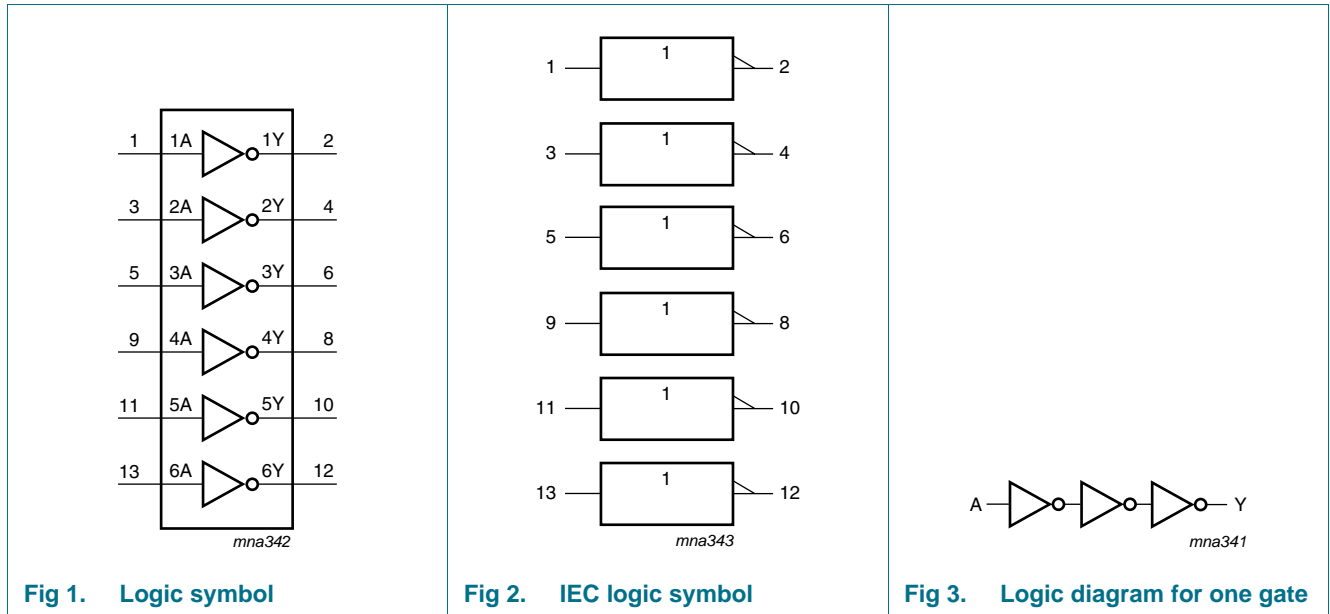 1 1A 1Y 2
3 2A 2Y 4
5 3A 3Y 6
9 4A 4Y 8
11 5A 5Y 10
13 6A 6Y 12
mna342
Fig 1. Logic symbol
1 1 2
3 1 4
5 1 6
9 1 8
11 1 10
13 1 12
mna343
Fig 2. IEC logic symbol
A Y
mna341
Fig 3. Logic diagram for one gate